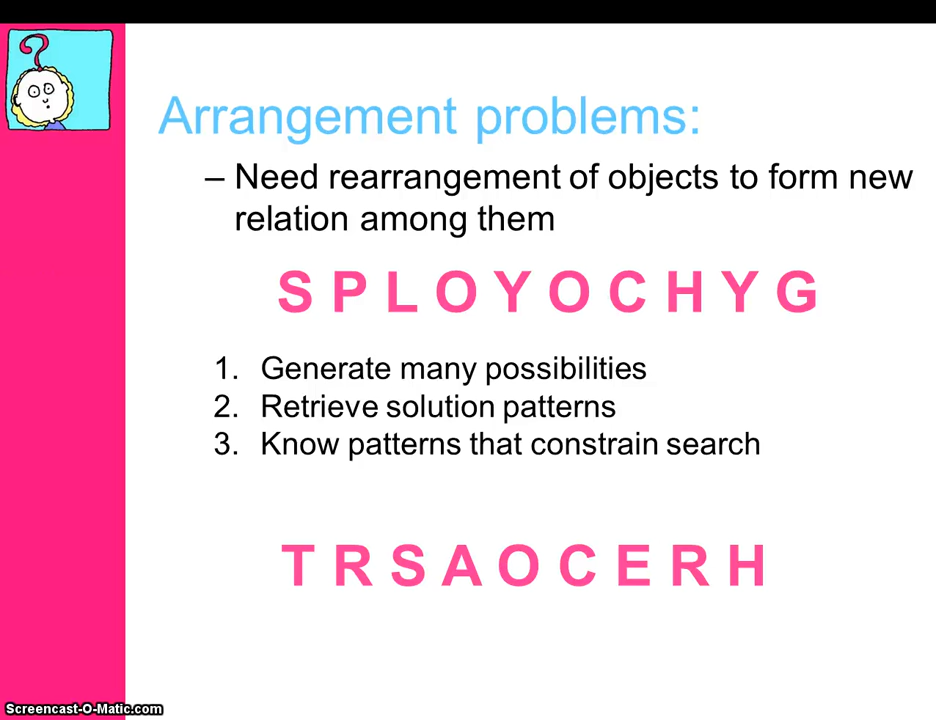 Arrangement problems:
– Need rearrangement of objects to form new
relation among them
S P L O Y O C H Y G
1. Generate many possibilities
2. Retrieve solution patterns
3. Know patterns that constrain search
T R S A O C E R H
Screencast-O-Matic.com